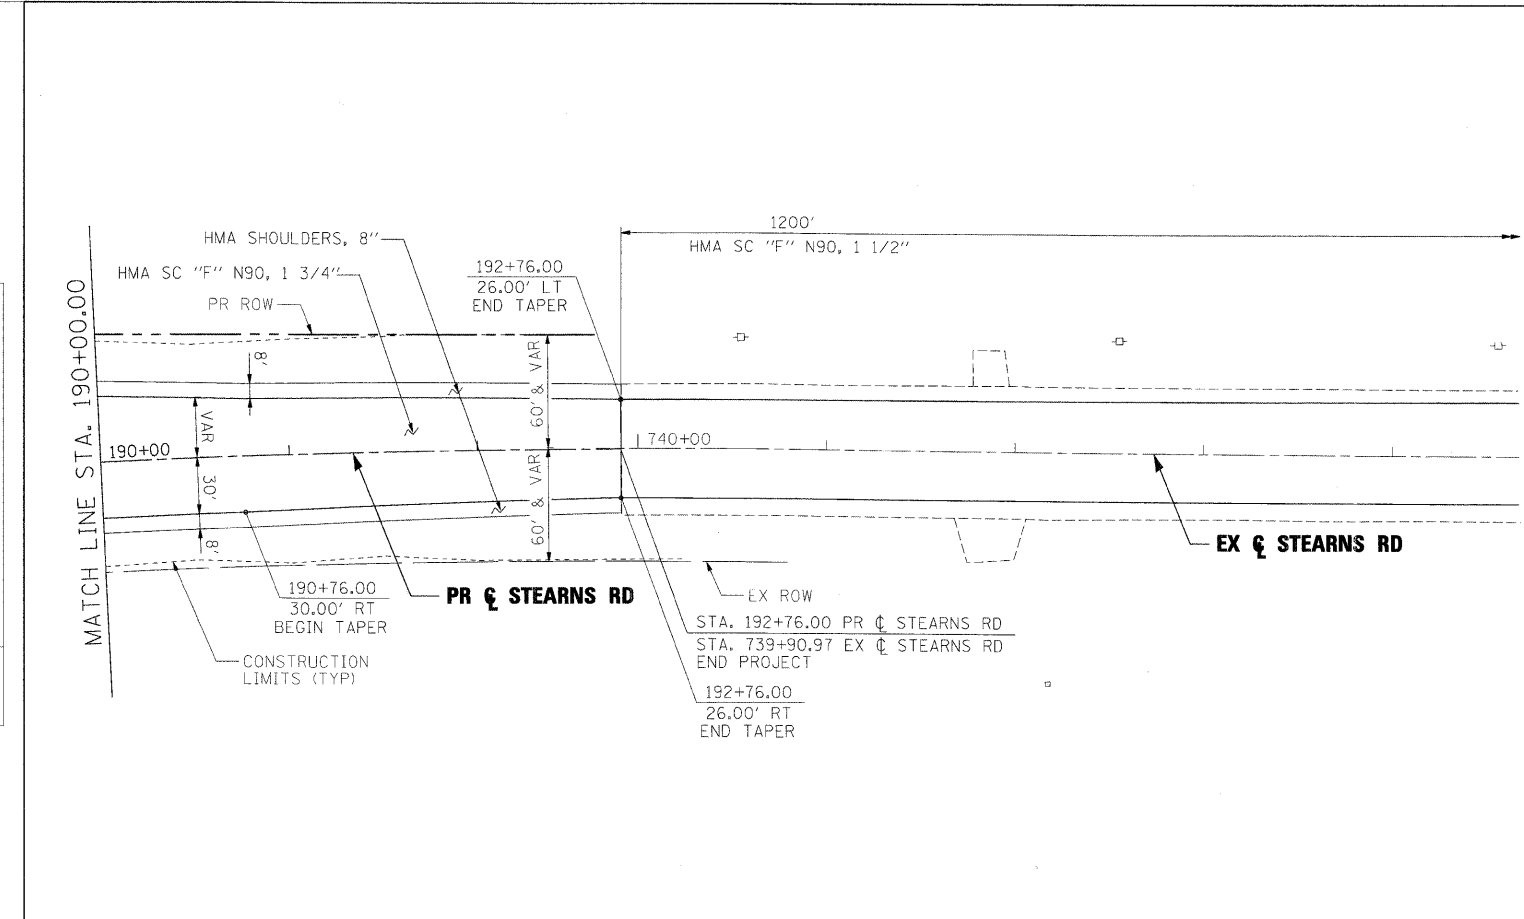 1200'
HMA SC "F" N90, 1 1/2"
HMA SHOULDERS, 8"
HMA SC "F" N90, 1 3/4"
PR ROW
192+76.00
26.00' LT
END TAPER
MATCH LINE STA. 190+00.00
8'
VAR
60' & VAR
190+00
740+00
30'
60' & VAR
8'
EX ℄ STEARNS RD
190+76.00
30.00' RT
BEGIN TAPER
PR ℄ STEARNS RD
EX ROW
STA. 192+76.00 PR ℄ STEARNS RD
STA. 739+90.97 EX ℄ STEARNS RD
END PROJECT
CONSTRUCTION
LIMITS (TYP)
192+76.00
26.00' RT
END TAPER